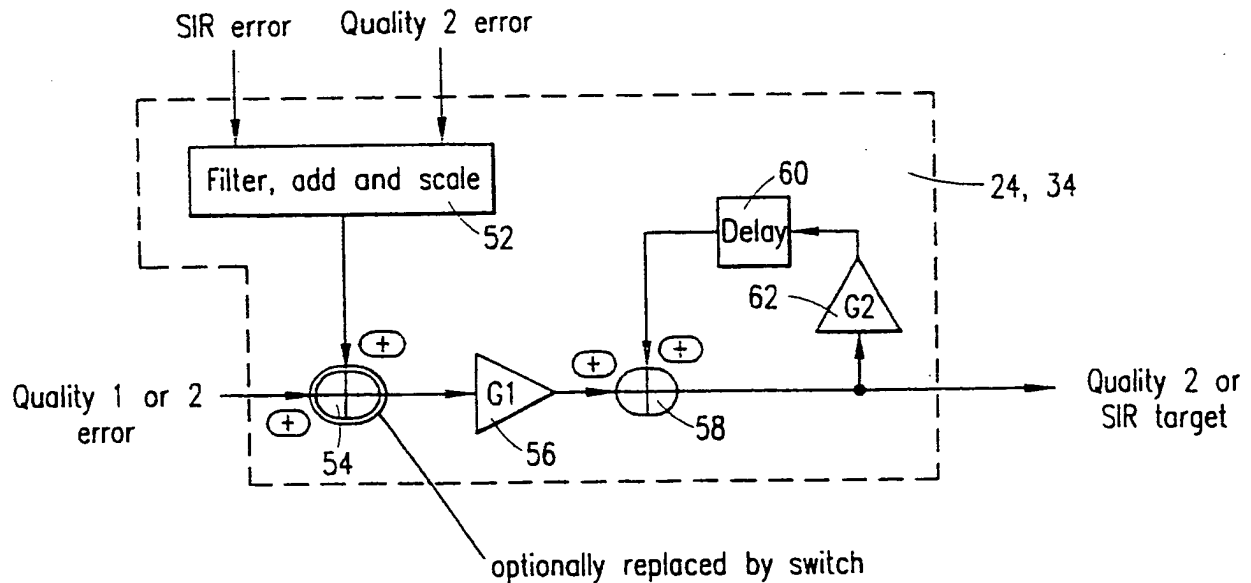 SIR error
Quality 2 error
Filter, add and scale
52
60
24, 34
Delay
62
G2
+
+
+
+
Quality 1 or 2
error
G1
54
56
58
Quality 2 or
SIR target
optionally replaced by switch